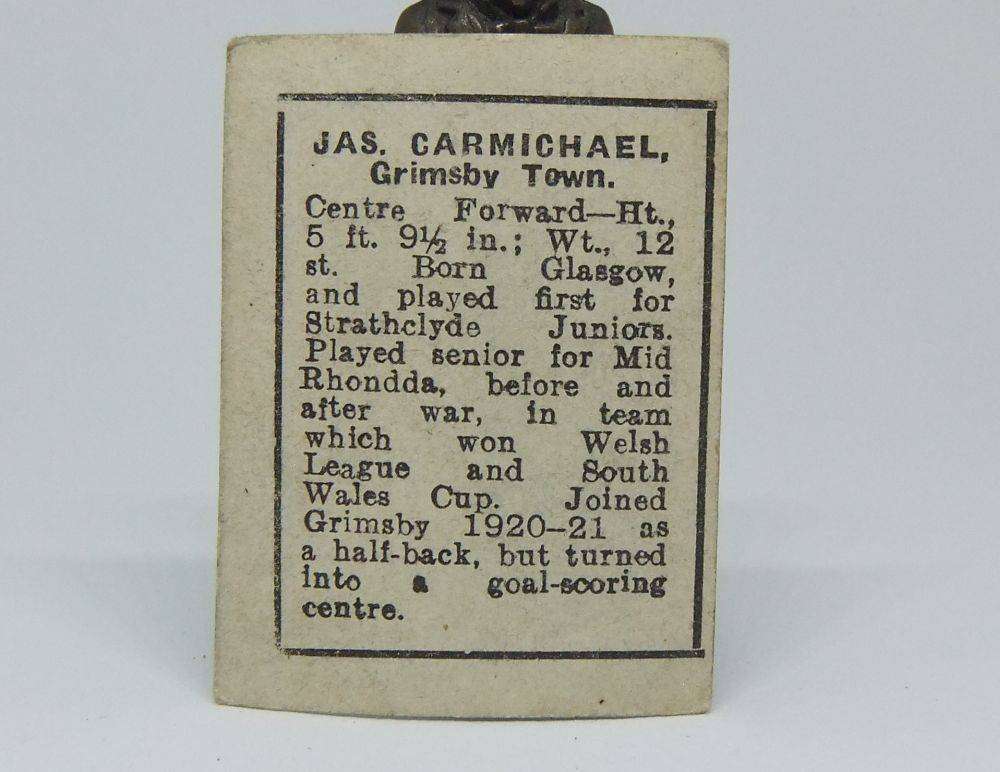 JAS. CARMICHAEL,
Grimsby Town.
Centre Forward—Ht.,
5 ft. 9½ in.; Wt., 12
st. Born Glasgow,
and played first for
Strathclyde Juniors.
Played senior for Mid
Rhondda, before and
after war, in team
which won Welsh
League and South
Wales Cup. Joined
Grimsby 1920–21 as
a half-back, but turned
into a goal-scoring
centre.